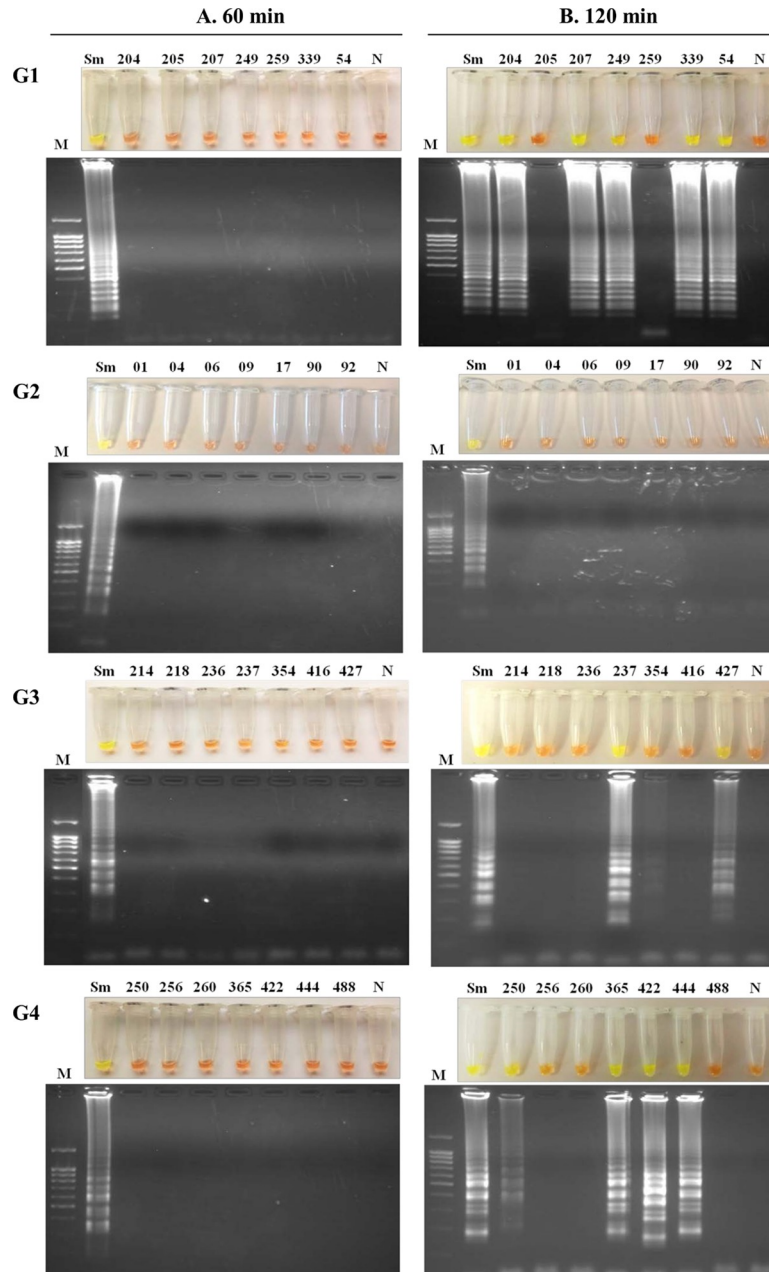 A. 60 min
B. 120 min
G1
Sm 204 205 207 249 259 339 54 N
M
Sm 204 205 207 249 259 339 54 N
M
G2
Sm 01 04 06 09 17 90 92 N
M
Sm 01 04 06 09 17 90 92 N
M
G3
Sm 214 218 236 237 354 416 427 N
M
Sm 214 218 236 237 354 416 427 N
M
G4
Sm 250 256 260 365 422 444 488 N
M
Sm 250 256 260 365 422 444 488 N
M